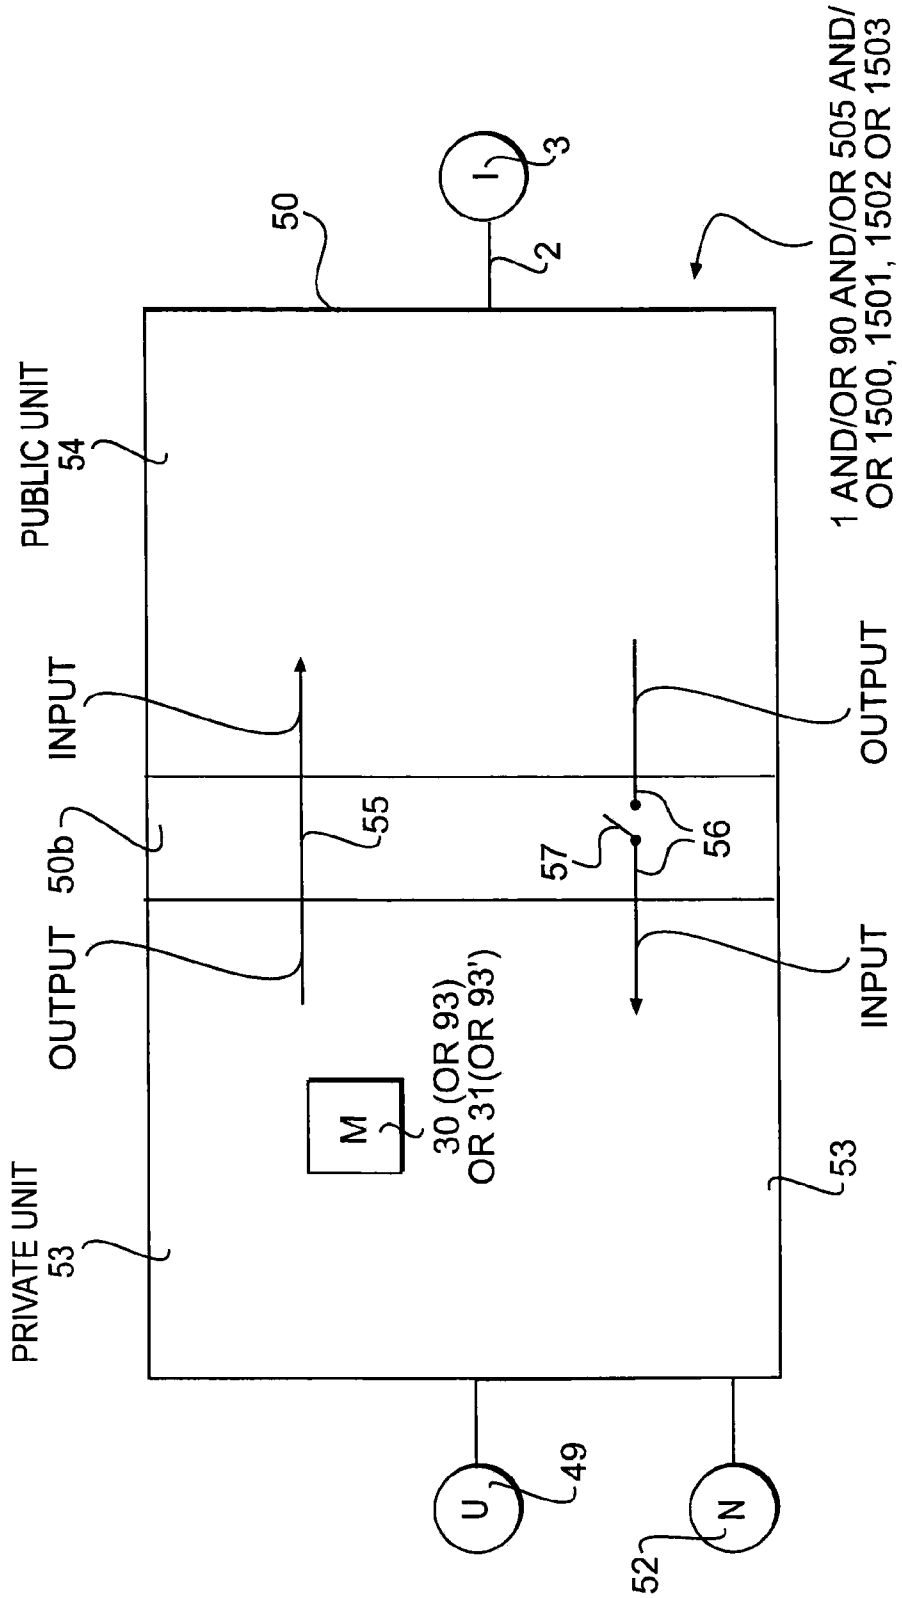 PRIVATE UNIT
53
OUTPUT
50b
INPUT
PUBLIC UNIT
54
50
55
M
30 (OR 93)
OR 31(OR 93')
U
49
52
N
57
56
I
3
2
53
INPUT
OUTPUT
1 AND/OR 90 AND/OR 505 AND/
OR 1500, 1501, 1502 OR 1503